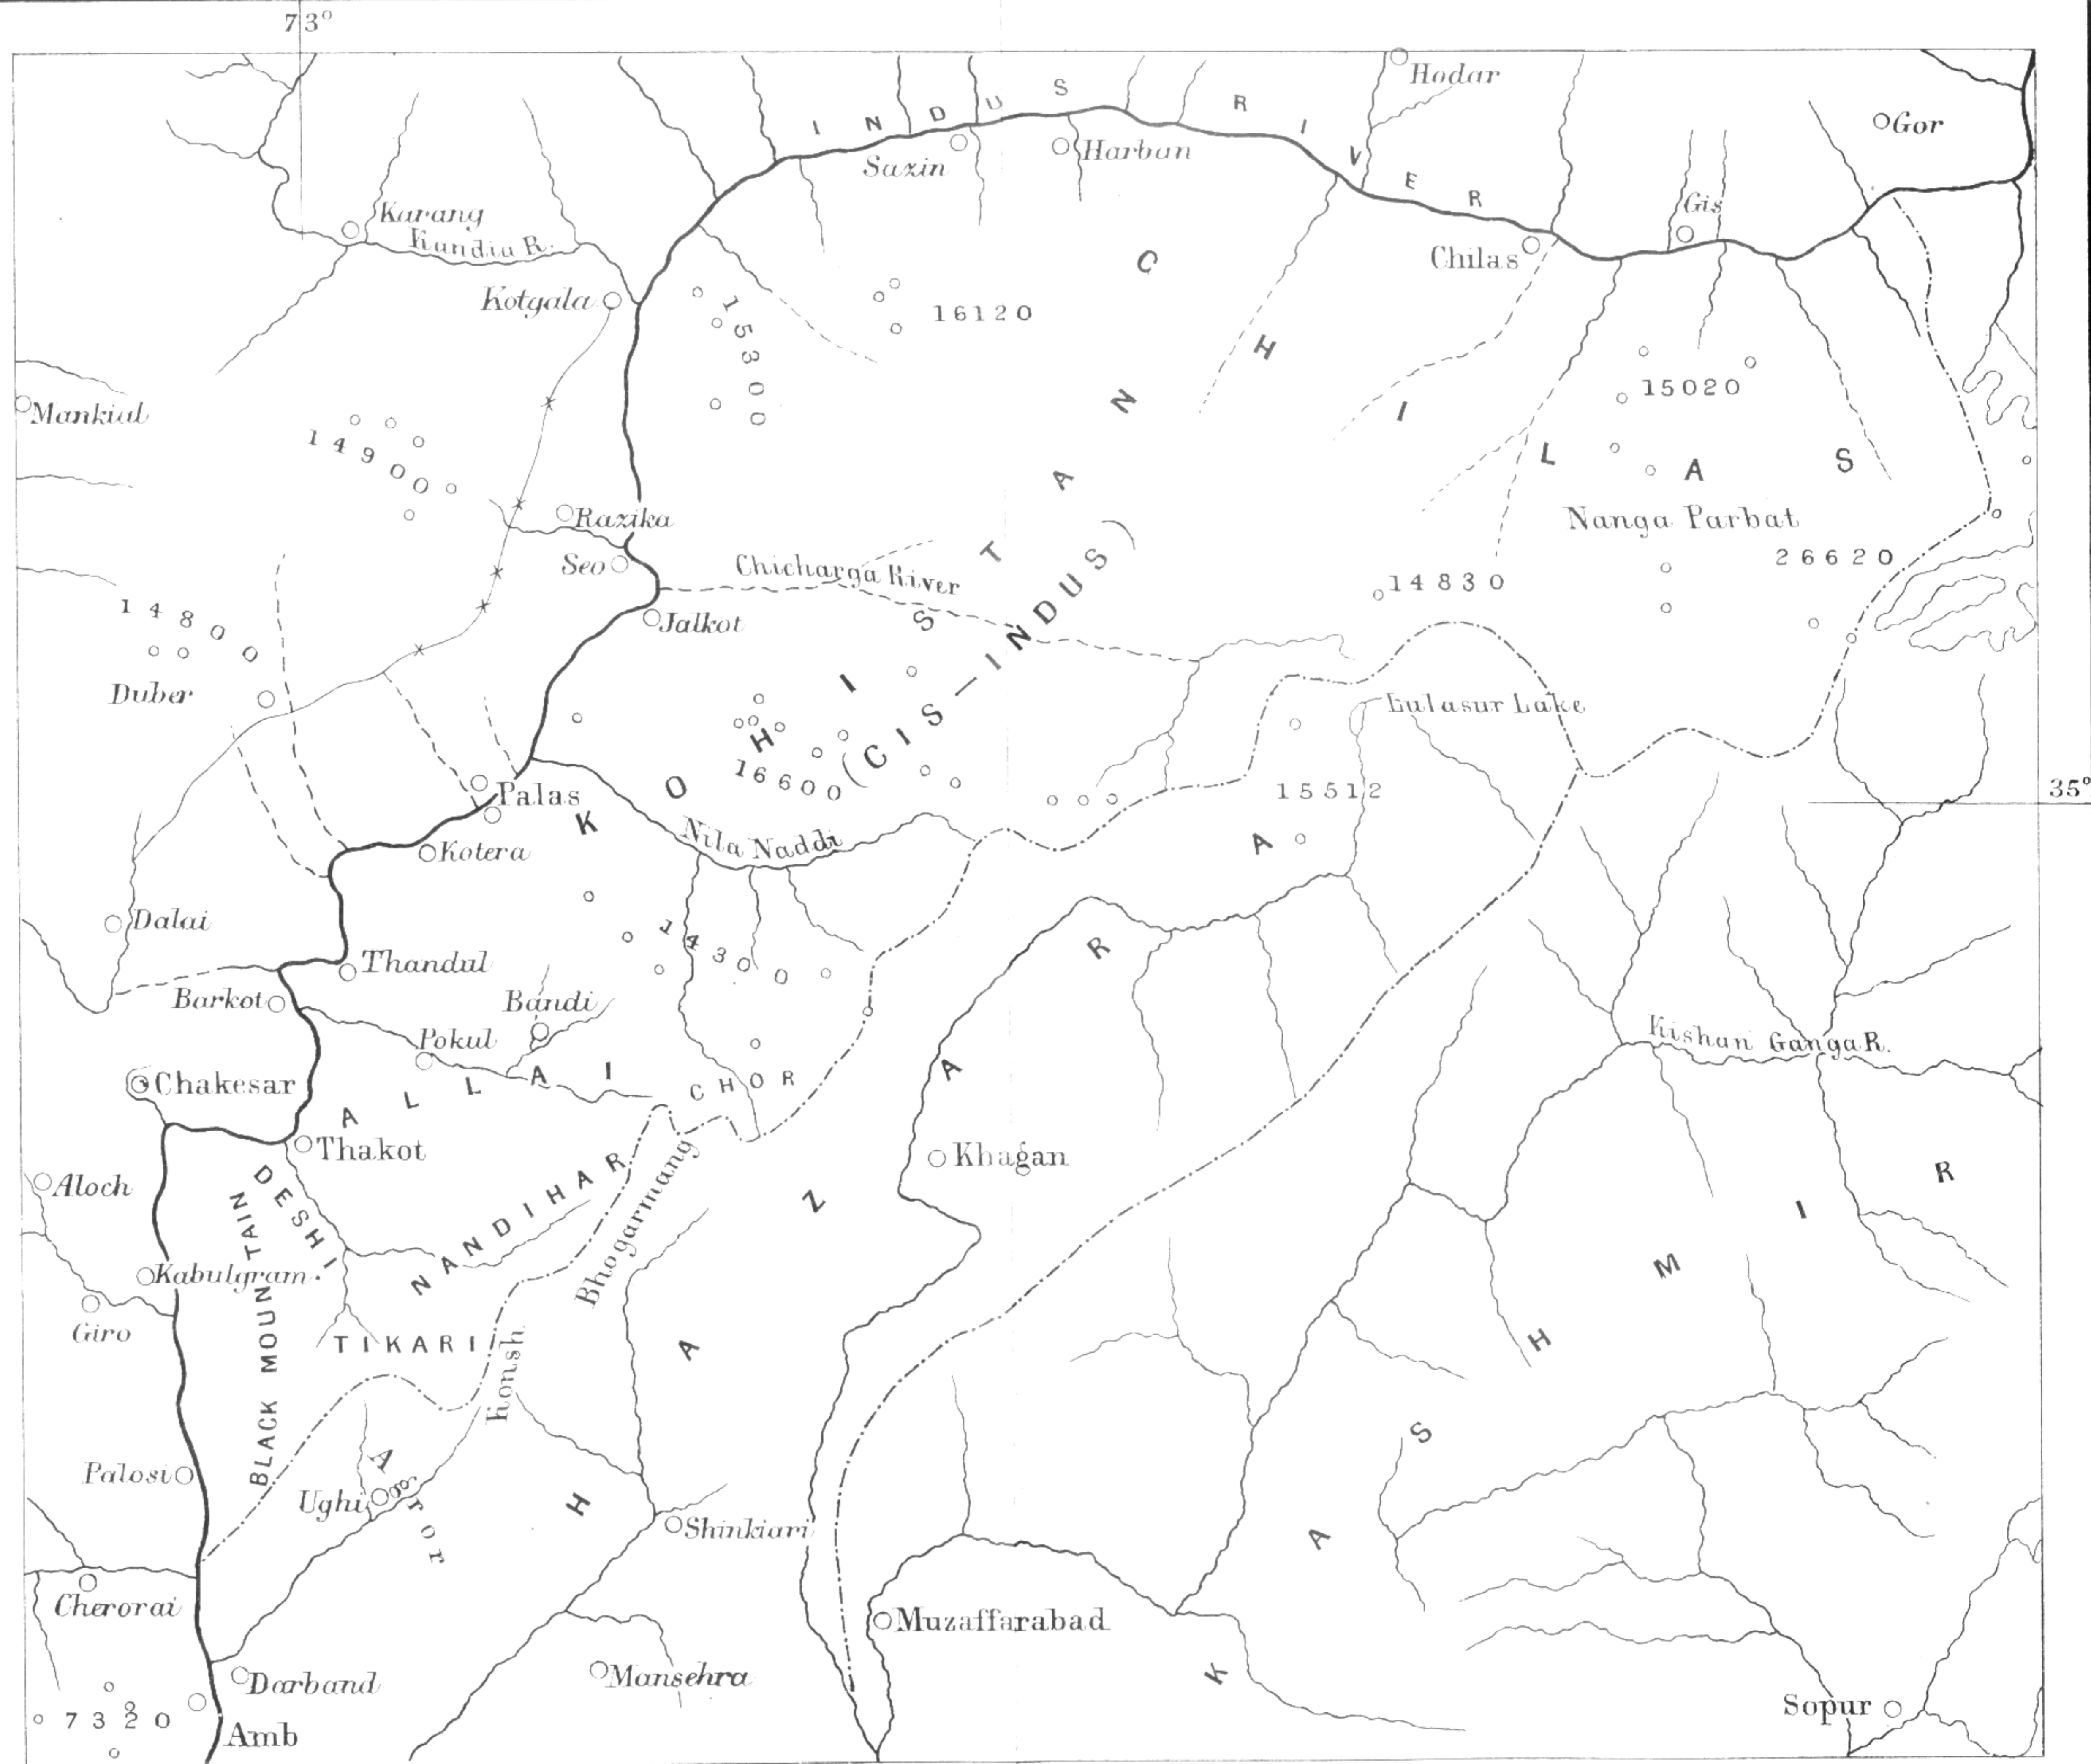 73°
Hodar
INDUS RIVER
Gor
Sazin
Harban
Karang
Kandia R.
Gis
Chilas
Kotgala
15300
16120
CHILAS
Mankial
14900
15020
Razika
Nanga Parbat
26620
Seo
Chicharga River
14830
14800
Jalkot
KOHISTAN
(CIS-INDUS)
Duber
Lulasur Lake
16600
15512
35°
Palas
Nila Naddi
Kotera
Dalai
14300
Thandul
Barkot
Bandi
Pokul
Kishan Ganga R.
Chakesar
ALLAI
CHOR
Thakot
Khagan
Aloch
DESHI
NANDIHAR
Bhogarmang
HAZARA
Kabulgram
BLACK MOUNTAIN
Giro
TIKARI
Konsh
KASHMIR
Palosi
Ughi
Agror
Shinkiari
Cherorai
Muzaffarabad
Darband
Mansehra
7320
Amb
Sopur